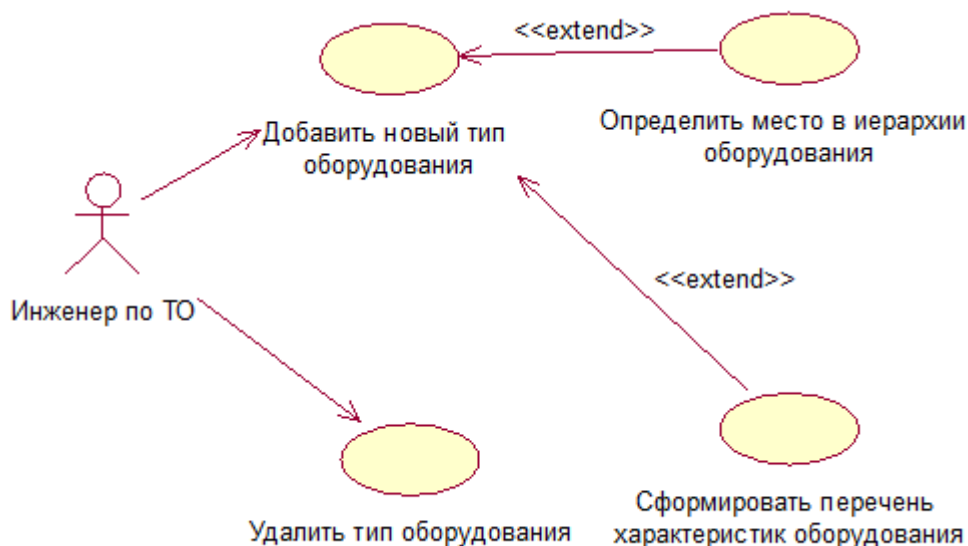 <<extend>>
Добавить новый тип
оборудования
Определить место в иерархии
оборудования
<<extend>>
Инженер по ТО
Удалить тип оборудования
Сформировать перечень
характеристик оборудования